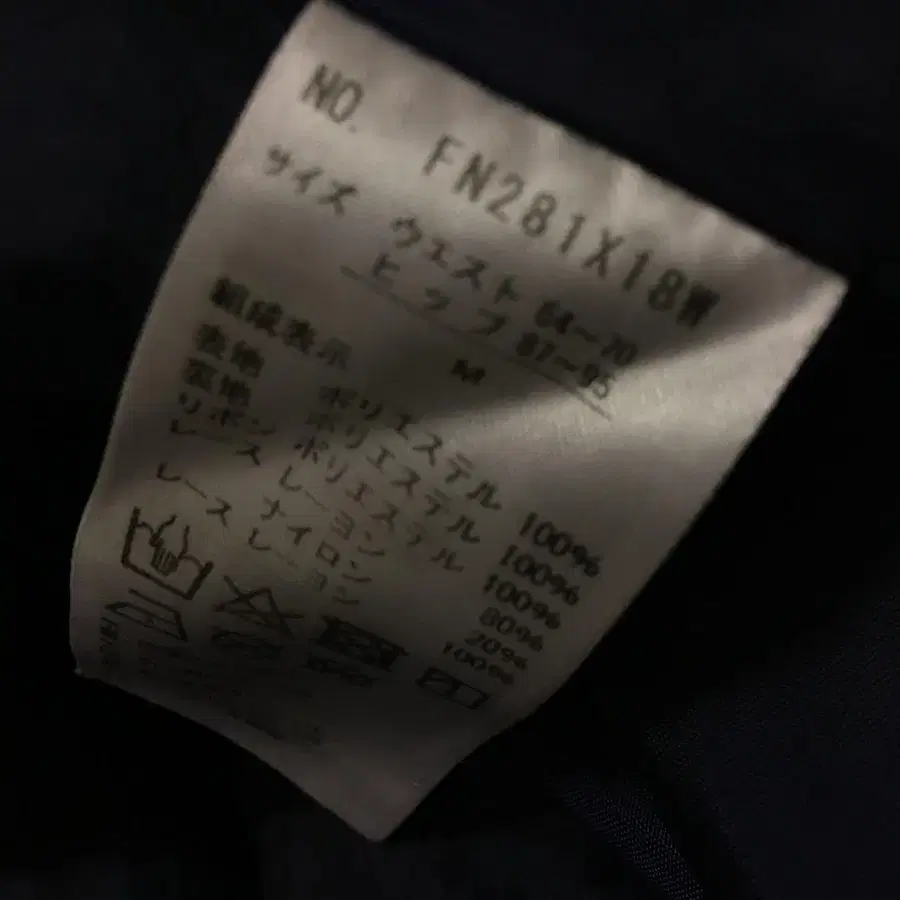 NO. FN281X18W
サイズ ウエスト 64〜70
ヒップ 87〜95
M
組成表示
表地 ポリエステル 100%
裏地 ポリエステル 100%
リボン ポリエステル 100%
レース レーヨン 80%
ナイロン 20%
レース レーヨン 100%